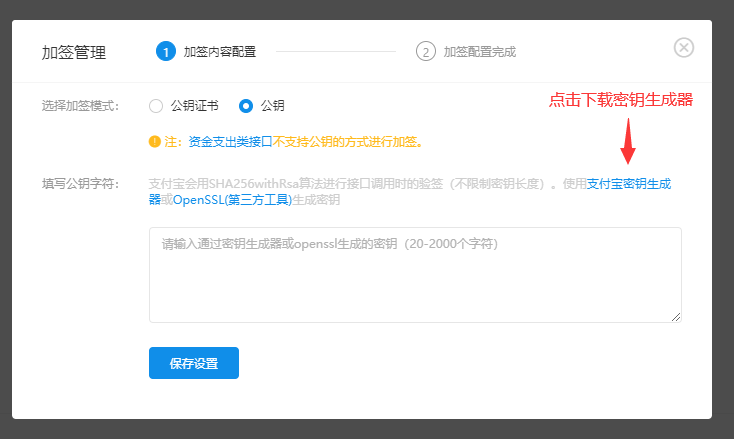 加签管理
1 加签内容配置
2 加签配置完成
选择加签模式：
公钥证书
公钥
点击下载密钥生成器
! 注：资金支出类接口不支持公钥的方式进行加签。
填写公钥字符：
支付宝会用SHA256withRsa算法进行接口调用时的验签（不限制密钥长度）。使用支付宝密钥生成
器或OpenSSL(第三方工具)生成密钥
请输入通过密钥生成器或openssl生成的密钥（20-2000个字符）
保存设置